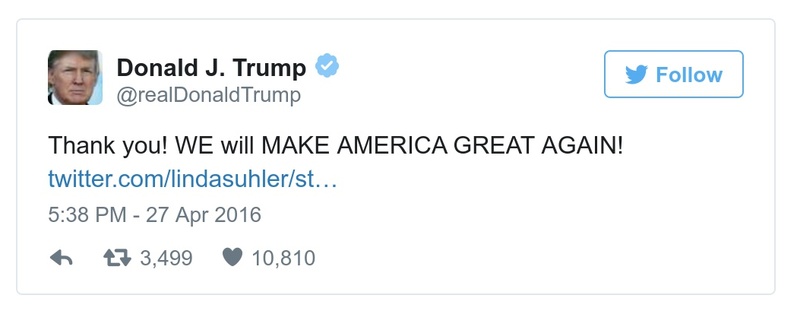 Donald J. Trump
@realDonaldTrump
Follow
Thank you! WE will MAKE AMERICA GREAT AGAIN!
twitter.com/lindasuhler/st…
5:38 PM - 27 Apr 2016
3,499 10,810